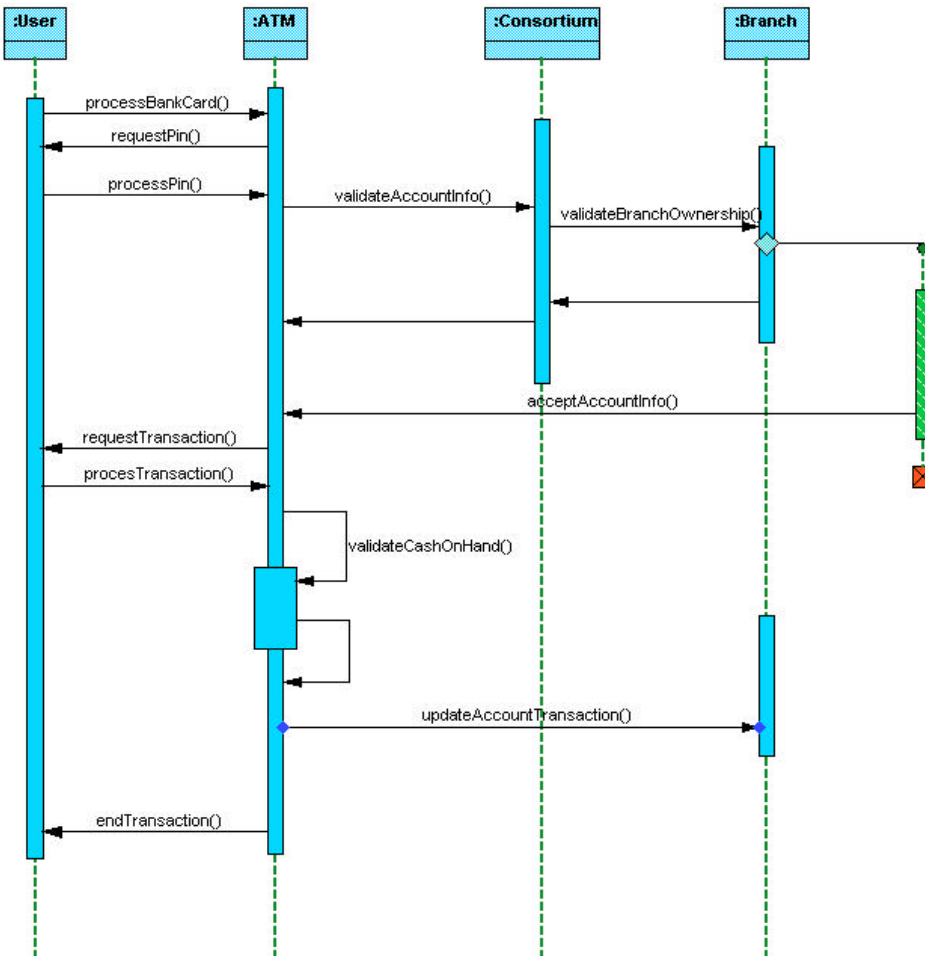 :User
:ATM
:Consortium
:Branch
processBankCard()
requestPin()
processPin()
validateAccountInfo()
validateBranchOwnership()
acceptAccountInfo()
requestTransaction()
procesTransaction()
validateCashOnHand()
updateAccountTransaction()
endTransaction()